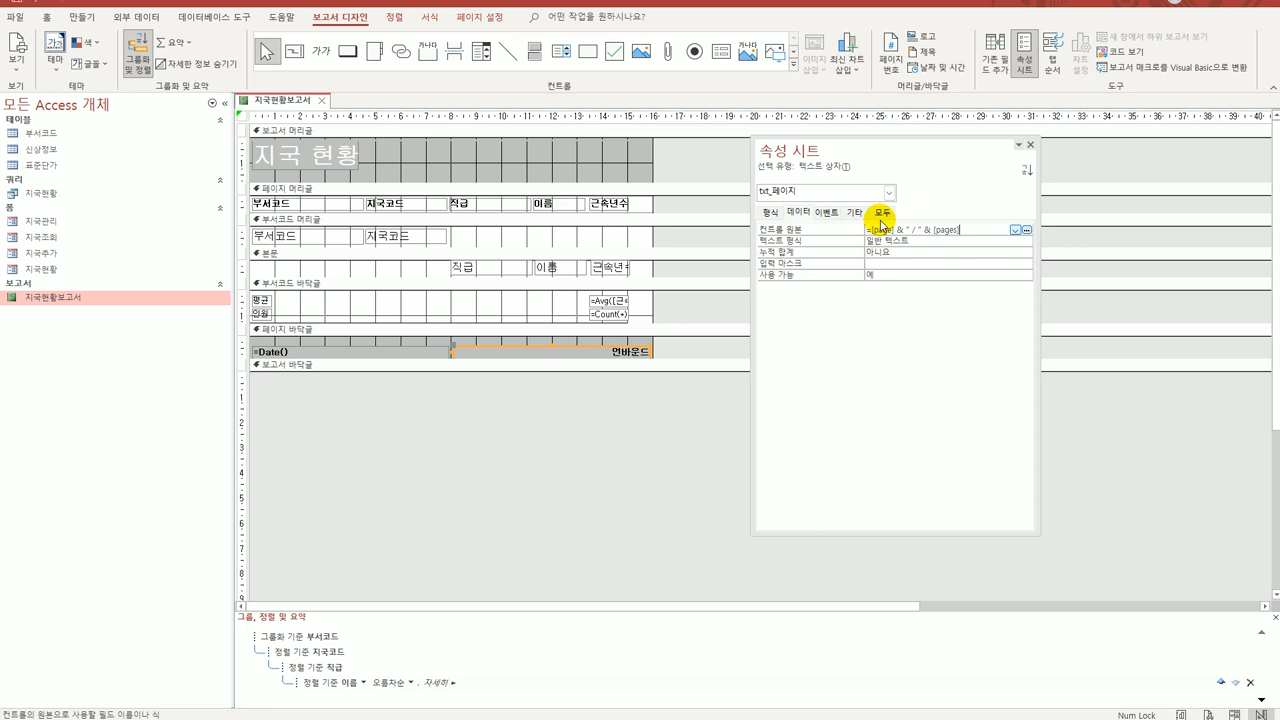 파일 홈 만들기 외부 데이터 데이터베이스 도구 도움말 보고서 디자인 정렬 서식 페이지 설정 어떤 작업을 원하시나요?
보기
테마
색
글꼴
그룹화 및 정렬
요약
자세한 정보 숨기기
가가
가나다
가나다
이미지 삽입
최신 차트 삽입
페이지 번호
로고
제목
날짜 및 시간
기존 필드 추가
속성 시트
탭 순서
차트 설정
새 창에서 하위 보고서 보기
코드 보기
보고서 매크로를 Visual Basic으로 변환
보기 테마 그룹화 및 요약 컨트롤 머리글/바닥글 도구
모든 Access 개체
테이블
부서코드
신상정보
표준단가
쿼리
지국현황
폼
지국관리
지국조회
지국추가
지국현황
보고서
지국현황보고서
지국현황보고서
보고서 머리글
지국 현황
페이지 머리글
부서코드 지국코드 직급 이름 근속년수
부서코드 머리글
부서코드 지국코드
본문
직급 이름
부서코드 바닥글
평균 =Avg([근
인원 =Count(*)
페이지 바닥글
=Date() 언바운드
보고서 바닥글
속성 시트
선택 유형: 텍스트 상자(T)
txt_페이지
형식 데이터 이벤트 기타 모두
컨트롤 원본 =[page] & " / " & [pages]
텍스트 형식 일반 텍스트
누적 합계 아니요
입력 마스크
사용 가능 예
그룹, 정렬 및 요약
그룹화 기준 부서코드
정렬 기준 지국코드
정렬 기준 직급
정렬 기준 이름 오름차순 , 자세히
컨트롤의 원본으로 사용할 필드 이름이나 식
Num Lock